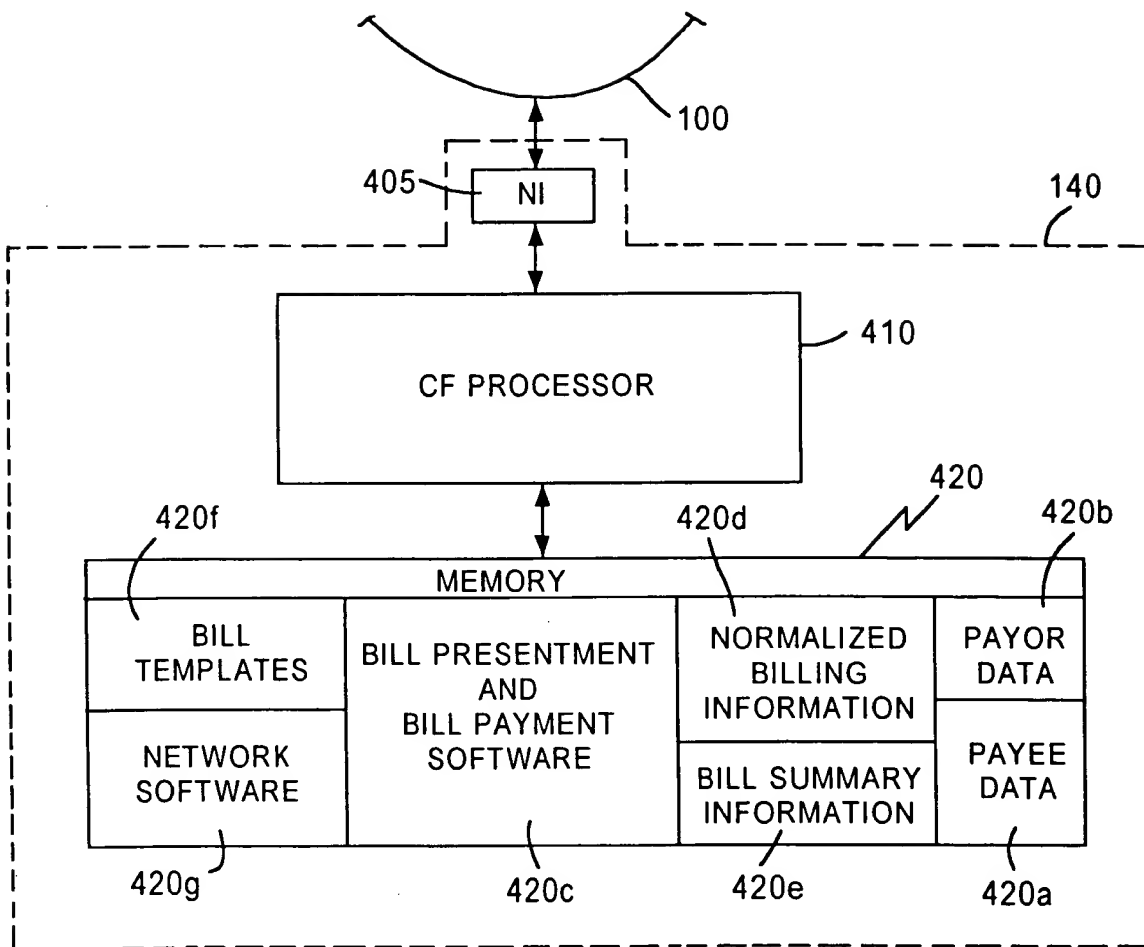 100
405
NI
140
CF PROCESSOR
410
420
420f
420d
420b
MEMORY
BILL
TEMPLATES
BILL PRESENTMENT
AND
BILL PAYMENT
SOFTWARE
NORMALIZED
BILLING
INFORMATION
PAYOR
DATA
NETWORK
SOFTWARE
BILL SUMMARY
INFORMATION
PAYEE
DATA
420g
420c
420e
420a